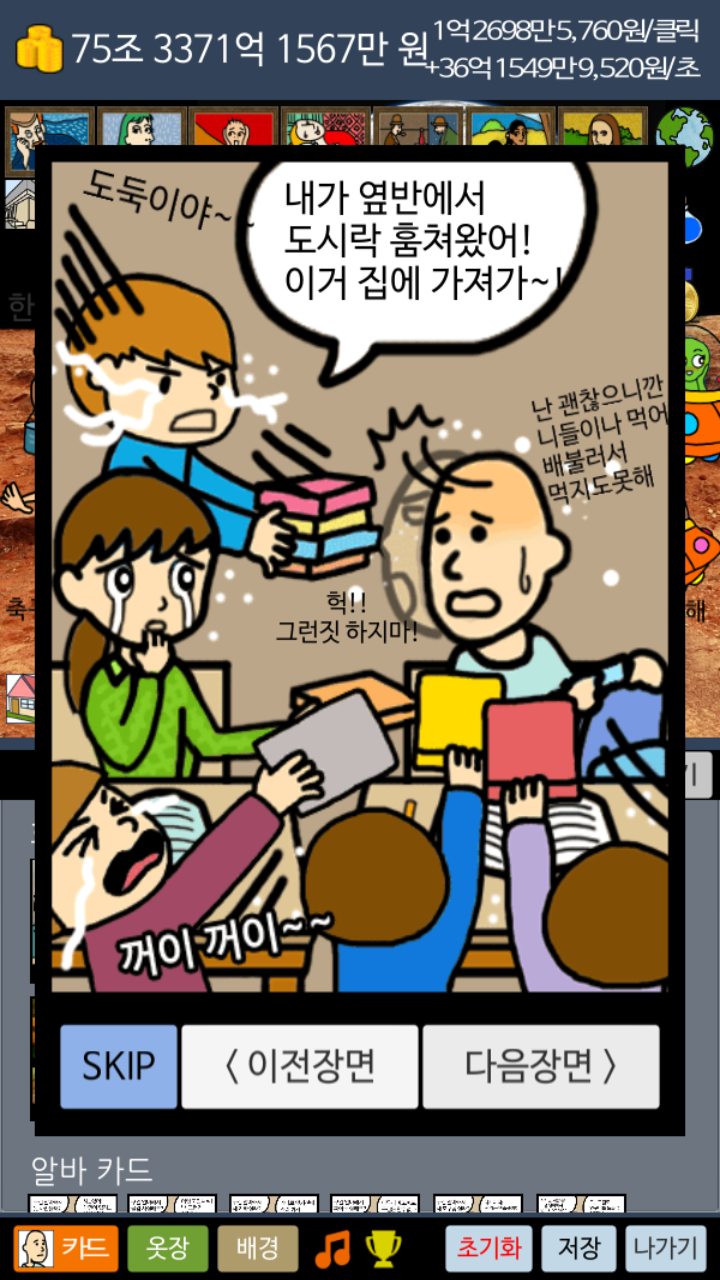 75조 3371억 1567만 원
1억 2698만 5,760원/클릭
+36억 1549만 9,520원/초
도둑이야~
내가 옆반에서
도시락 훔쳐왔어!
이거 집에 가져가~!
한
난 괜찮으니깐
니들이나 먹어
배불러서
먹지도못해
헉!!
그런짓 하지마!
해
꺼이 꺼이~~
SKIP
< 이전장면
다음장면 >
알바 카드
카드
옷장
배경
초기화
저장
나가기